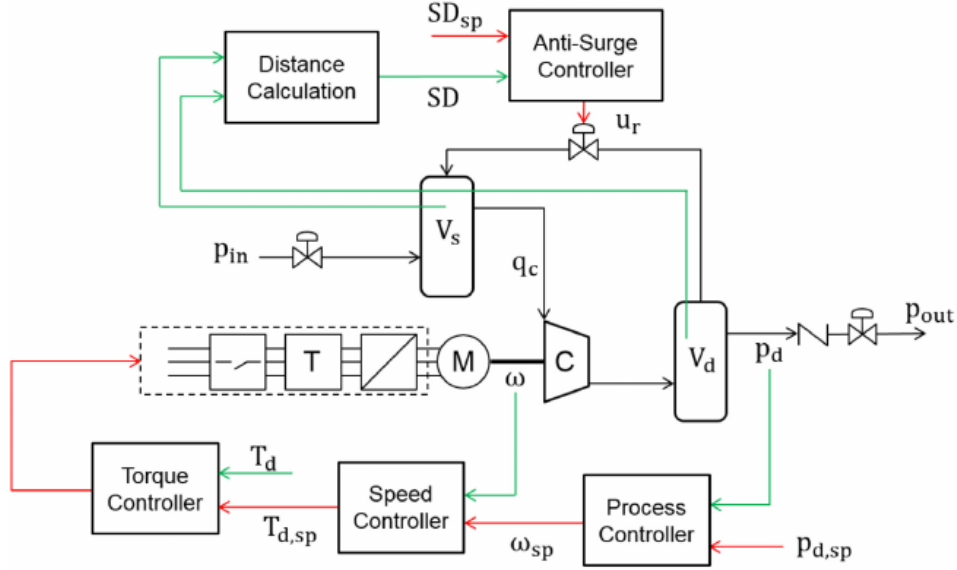 SD_sp
Anti-Surge
Controller
Distance
Calculation
SD
u_r
V_s
p_in
q_c
p_out
V_d
p_d
T
M
C
ω
T_d
Torque
Controller
Speed
Controller
Process
Controller
T_d,sp
ω_sp
p_d,sp